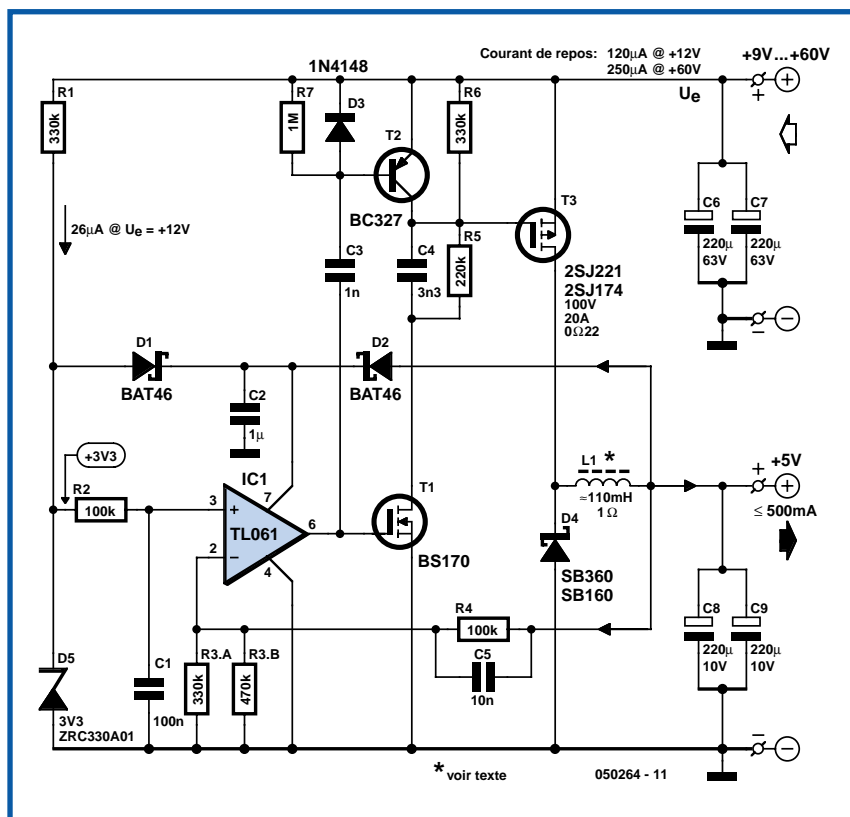 1N4148
Courant de repos: 120µA @ +12V
250µA @ +60V
+9V...+60V
Ue
R1
330k
R7
1M
D3
T2
BC327
R6
330k
T3
2SJ221
2SJ174
100V
20A
0Ω22
C6
220µ
63V
C7
220µ
63V
26µA @ Ue = +12V
C3
1n
C4
3n3
R5
220k
D1
BAT46
D2
BAT46
C2
1µ
+3V3
R2
100k
IC1
TL061
3
2
7
4
6
T1
BS170
L1 *
≈110mH
1Ω
+5V
≤ 500mA
D4
SB360
SB160
R4
100k
C5
10n
C8
220µ
10V
C9
220µ
10V
D5
3V3
ZRC330A01
C1
100n
R3.A
330k
R3.B
470k
* voir texte
050264 - 11